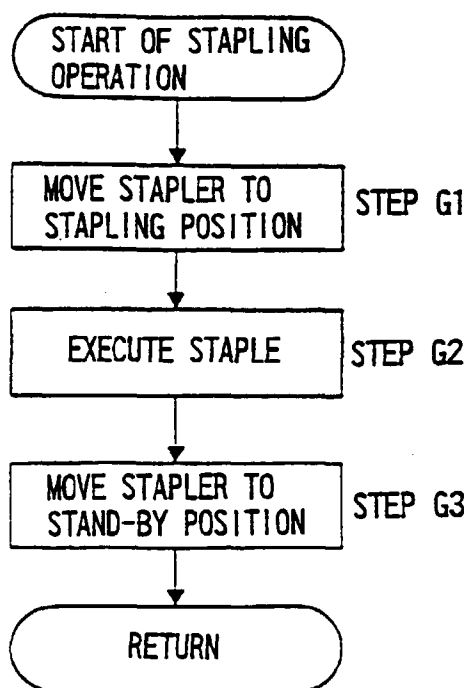 START OF STAPLING
OPERATION
MOVE STAPLER TO
STAPLING POSITION
STEP G1
EXECUTE STAPLE
STEP G2
MOVE STAPLER TO
STAND-BY POSITION
STEP G3
RETURN